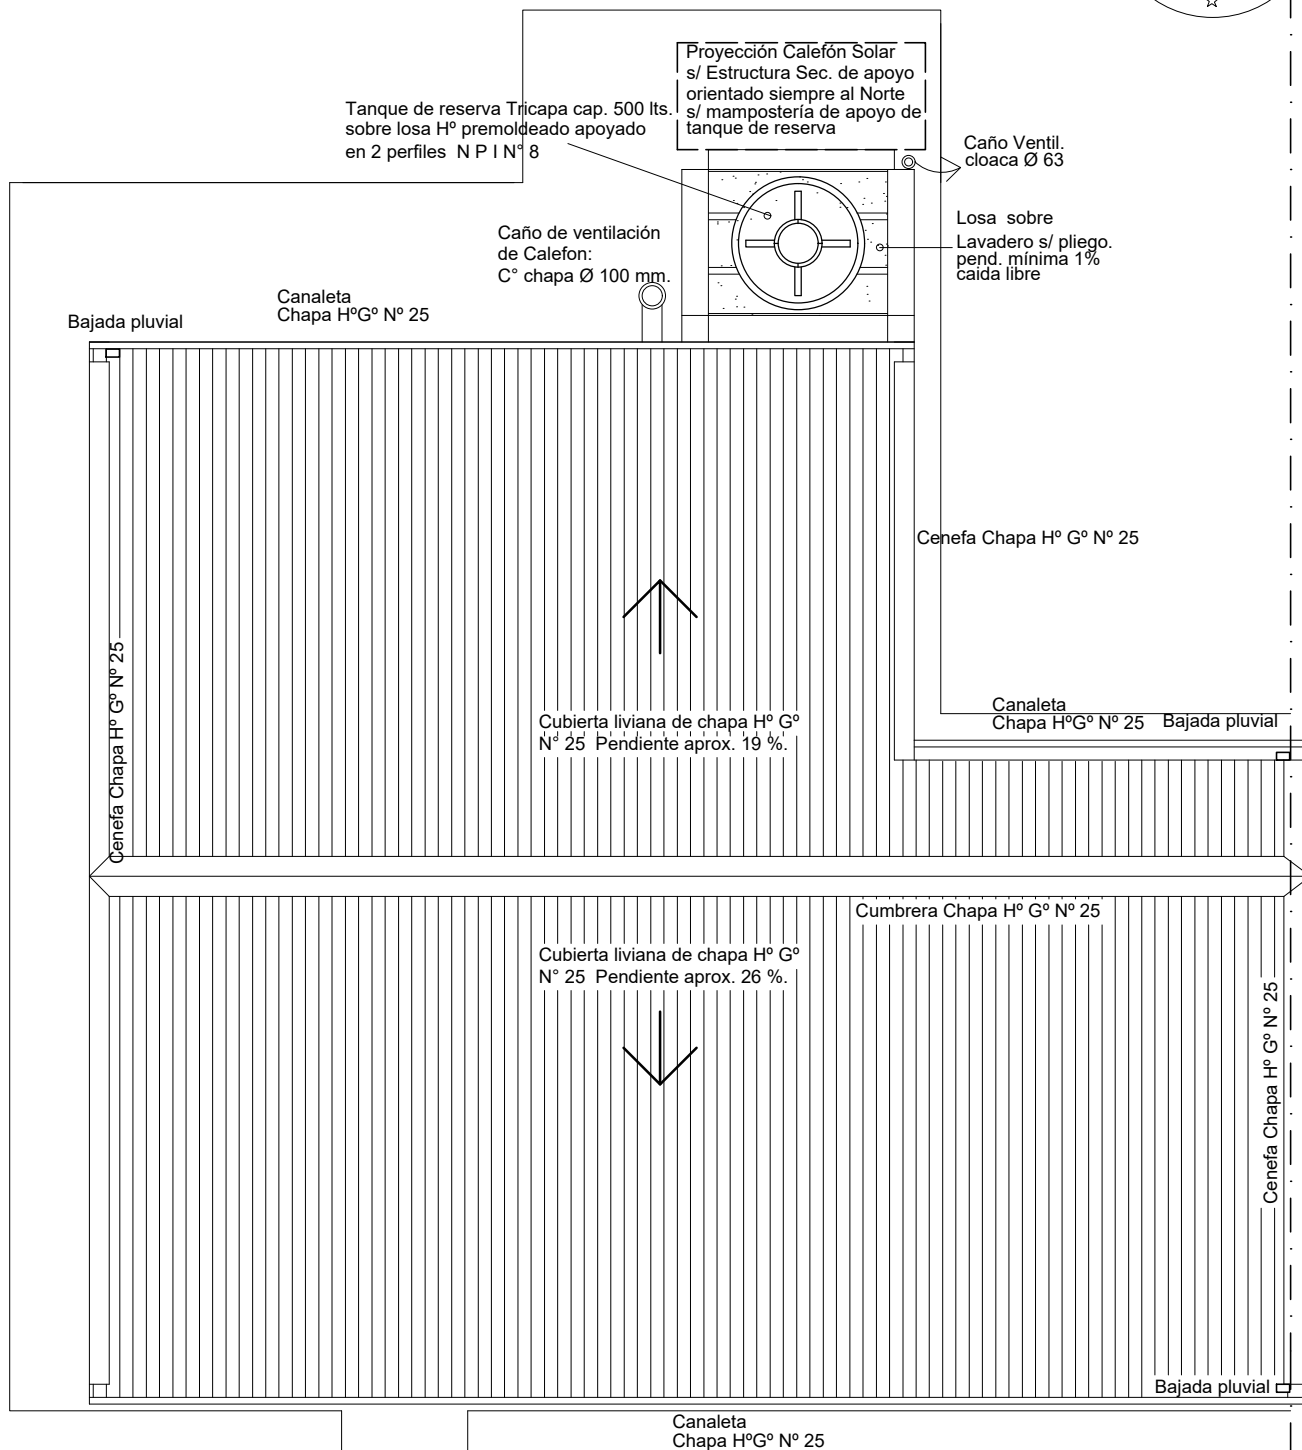 Proyección Calefón Solar
s/ Estructura Sec. de apoyo
orientado siempre al Norte
s/ mampostería de apoyo de
tanque de reserva
Tanque de reserva Tricapa cap. 500 lts.
sobre losa Hº premoldeado apoyado
en 2 perfiles N P I N° 8
Caño Ventil.
cloaca Ø 63
Losa sobre
Lavadero s/ pliego.
pend. mínima 1%
caida libre
Caño de ventilación
de Calefon:
C° chapa Ø 100 mm.
Canaleta
Chapa HºGº Nº 25
Bajada pluvial
Cenefa Chapa Hº Gº Nº 25
Cenefa Chapa Hº Gº Nº 25
Canaleta
Chapa HºGº Nº 25
Bajada pluvial
Cubierta liviana de chapa Hº Gº
N° 25 Pendiente aprox. 19 %.
Cumbrera Chapa Hº Gº Nº 25
Cubierta liviana de chapa Hº Gº
N° 25 Pendiente aprox. 26 %.
Cenefa Chapa Hº Gº Nº 25
Bajada pluvial
Canaleta
Chapa HºGº Nº 25